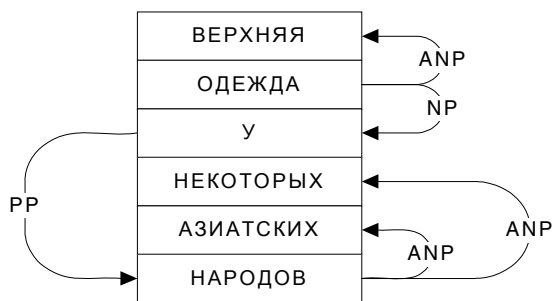 ВЕРХНЯЯ
ANP
ОДЕЖДА
NP
У
НЕКОТОРЫХ
PP
ANP
АЗИАТСКИХ
ANP
НАРОДОВ